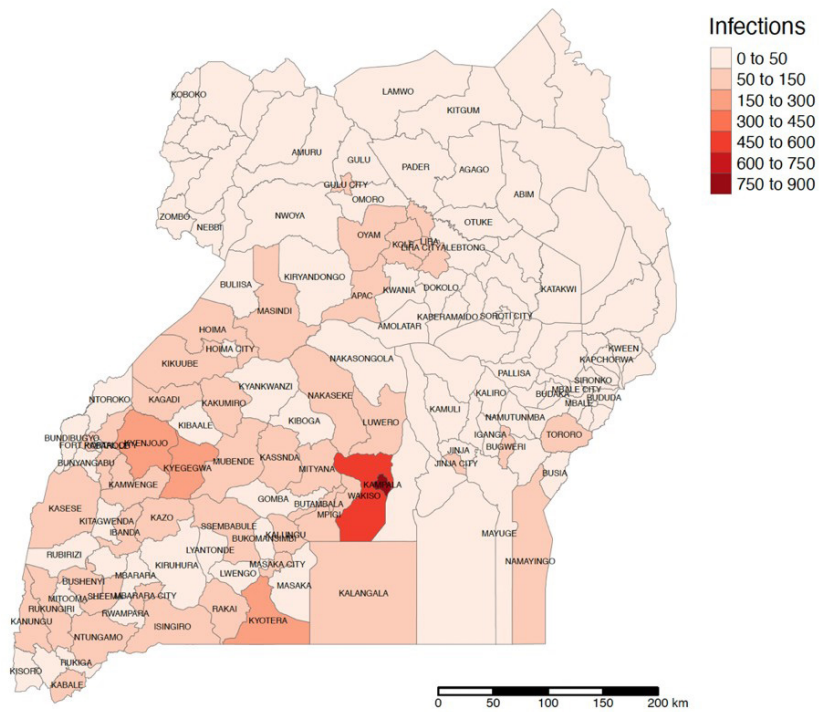 Infections
0 to 50
50 to 150
150 to 300
300 to 450
450 to 600
600 to 750
750 to 900
KOBOKO
LAMWO
KITGUM
AMURU
GULU
PADER
AGAGO
GULU CITY
ABIM
OMORO
ZOMBO
NEBBI
NWOYA
OTUKE
OYAM
KOLE
LIRA
LIRA CITY
ALEBTONG
BULIISA
KIRYANDONGO
APAC
KWANIA
DOKOLO
KATAKWI
MASINDI
KABERAMAIDO
SOROTI CITY
AMOLATAR
HOIMA
HOIMA CITY
KWEEN
NAKASONGOLA
KAPCHORWA
KIKUUBE
PALLISA
SIRONKO
KYANKWANZI
MBALE CITY
NTOROKO
KAGADI
KAKUMIRO
NAKASEKE
KALIRO
BUDAKA
BUDUDA
MBALE
KAMULI
KIBAALE
KIBOGA
LUWERO
NAMUTUNMBA
BUNDIBUGYO
FORT
KYENJOJO
IGANGA
TORORO
BUGWERI
BUNYANGABU
MUBENDE
KASSNDA
JINJA
KYEGEGWA
MITYANA
JINJA CITY
BUSIA
KAMWENGE
KAMPALA
GOMBA
WAKISO
KASESE
BUTAMBALA
MPIGI
KITAGWENDA
KAZO
SSEMBABULE
IBANDA
BUKOMANSIMBI
KALUNGU
MAYUGE
RUBIRIZI
LYANTONDE
KIRUHURA
MASAKA CITY
NAMAYINGO
LWENGO
MBARARA
BUSHENYI
MASAKA
MITOOMA
SHEEMA
MBARARA CITY
KALANGALA
RUKUNGIRI
RWAMPARA
RAKAI
KANUNGU
KYOTERA
ISINGIRO
NTUNGAMO
RUKIGA
KISORO
KABALE
0 50 100 150 200 km